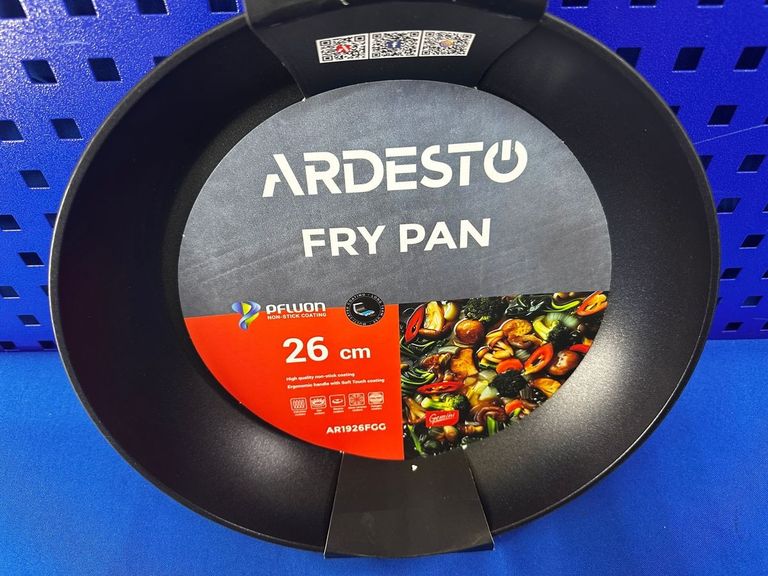 ARDESTO
FRY PAN
PFLUON
NON-STICK COATING
26 cm
High quality non-stick coating
Ergonomic handle with Soft Touch coating
AR1926FGG
Gemini